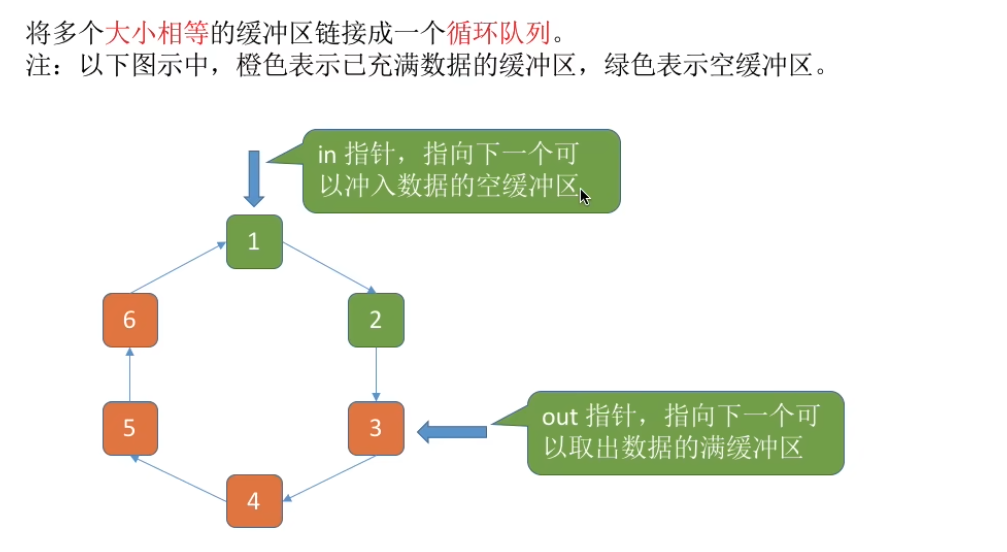 将多个大小相等的缓冲区链接成一个循环队列。
注：以下图示中，橙色表示已充满数据的缓冲区，绿色表示空缓冲区。
in 指针，指向下一个可
以冲入数据的空缓冲区
1
6
2
5
3
out 指针，指向下一个可
以取出数据的满缓冲区
4